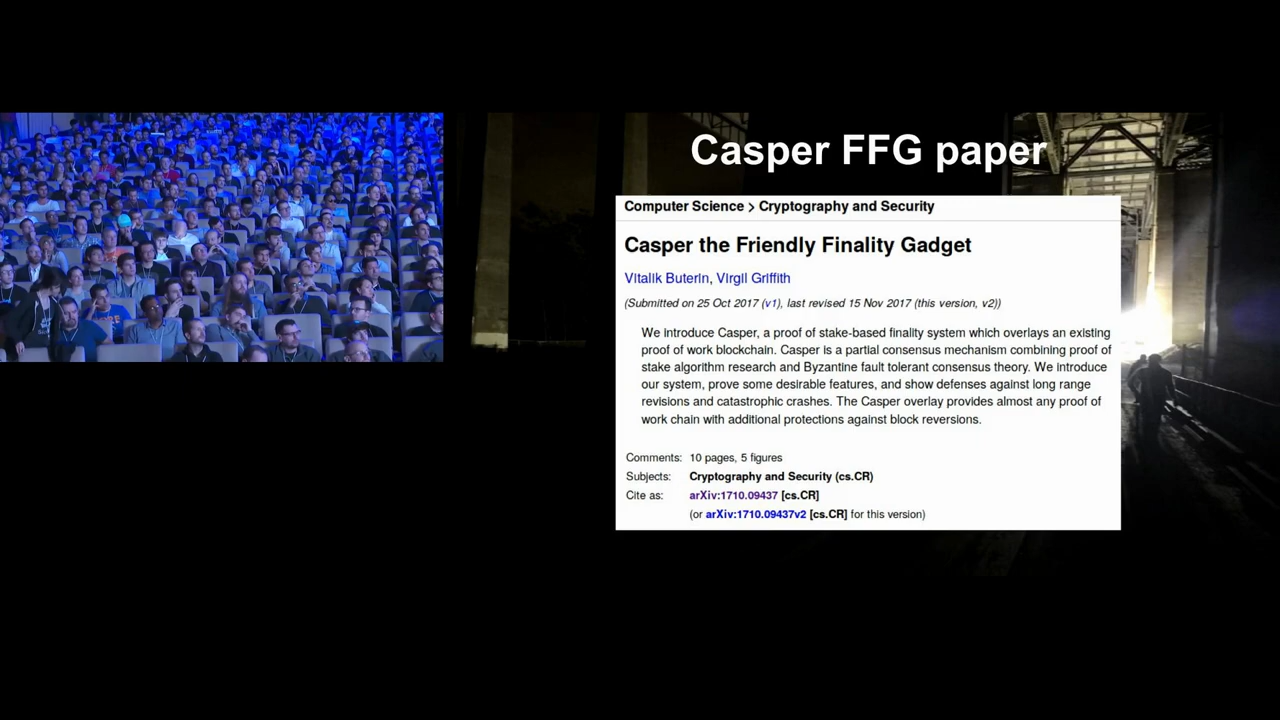 Casper FFG paper
Computer Science > Cryptography and Security
Casper the Friendly Finality Gadget
Vitalik Buterin, Virgil Griffith
(Submitted on 25 Oct 2017 (v1), last revised 15 Nov 2017 (this version, v2))
We introduce Casper, a proof of stake-based finality system which overlays an existing
proof of work blockchain. Casper is a partial consensus mechanism combining proof of
stake algorithm research and Byzantine fault tolerant consensus theory. We introduce
our system, prove some desirable features, and show defenses against long range
revisions and catastrophic crashes. The Casper overlay provides almost any proof of
work chain with additional protections against block reversions.
Comments: 10 pages, 5 figures
Subjects: Cryptography and Security (cs.CR)
Cite as: arXiv:1710.09437 [cs.CR]
(or arXiv:1710.09437v2 [cs.CR] for this version)